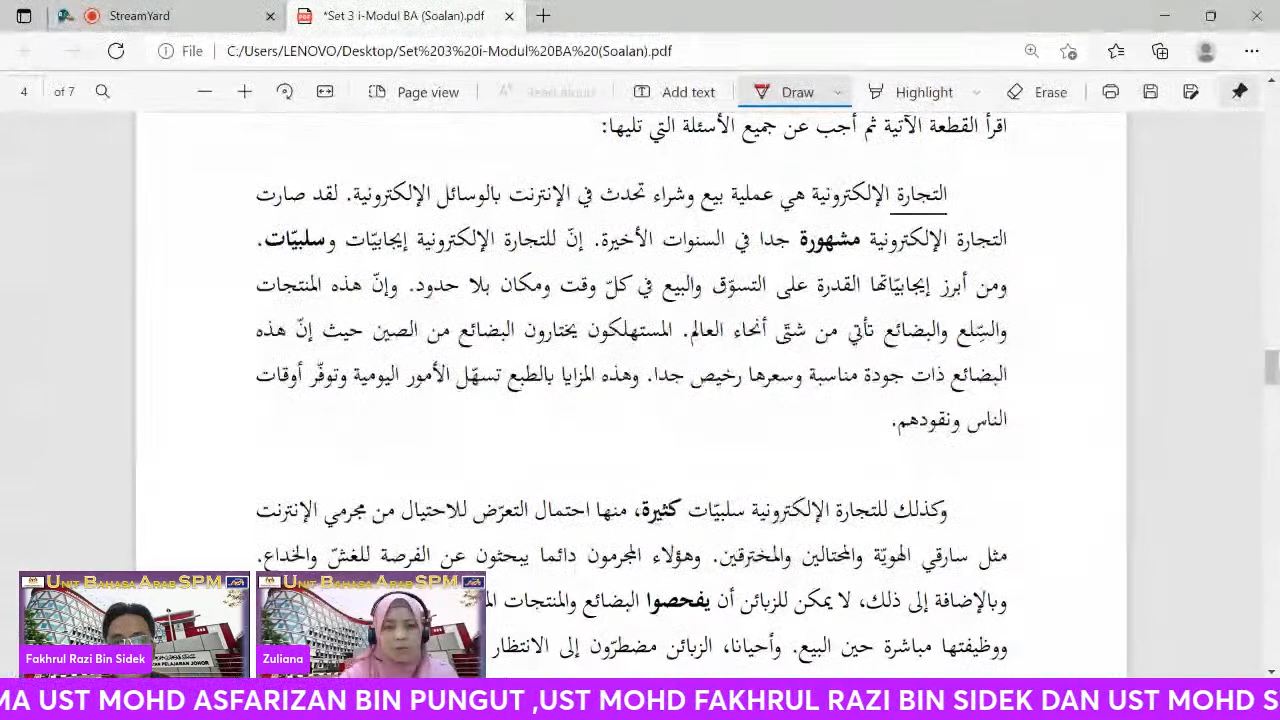 StreamYard
*Set 3 i-Modul BA (Soalan).pdf
File C:/Users/LENOVO/Desktop/Set%203%20i-Modul%20BA%20(Soalan).pdf
4 of 7 Page view Read aloud Add text Draw Highlight Erase
اقرأ القطعة الآتية ثم أجب عن جميع الأسئلة التي تليها:
التجارة الإلكترونية هي عملية بيع وشراء تحدث في الإنترنت بالوسائل الإلكترونية. لقد صارت
التجارة الإلكترونية مشهورة جدا في السنوات الأخيرة. إنّ للتجارة الإلكترونية إيجابيّات وسلبيّات.
ومن أبرز إيجابيّاتها القدرة على التسوّق والبيع في كلّ وقت ومكان بلا حدود. وإنّ هذه المنتجات
والسِّلع والبضائع تأتي من شتّى أنحاء العالم. المستهلكون يختارون البضائع من الصين حيث إنّ هذه
البضائع ذات جودة مناسبة وسعرها رخيص جدا. وهذه المزايا بالطبع تسهّل الأمور اليومية وتوفّر أوقات
الناس ونقودهم.
وكذلك للتجارة الإلكترونية سلبيّات كثيرة، منها احتمال التعرّض للاحتيال من مجرمي الإنترنت
مثل سارقي الهويّة والمحتالين والمخترقين. وهؤلاء المجرمون دائما يبحثون عن الفرصة للغشّ والخداع.
وبالإضافة إلى ذلك، لا يمكن للزبائن أن يفحصوا البضائع والمنتجات
ووظيفتها مباشرة حين البيع. وأحيانا، الزبائن مضطرّون إلى الانتظار
UNIT BAHASA ARAB SPM
UNIT BAHASA ARAB SPM
Fakhrul Razi Bin Sidek
Zuliana
MA UST MOHD ASFARIZAN BIN PUNGUT ,UST MOHD FAKHRUL RAZI BIN SIDEK DAN UST MOHD S